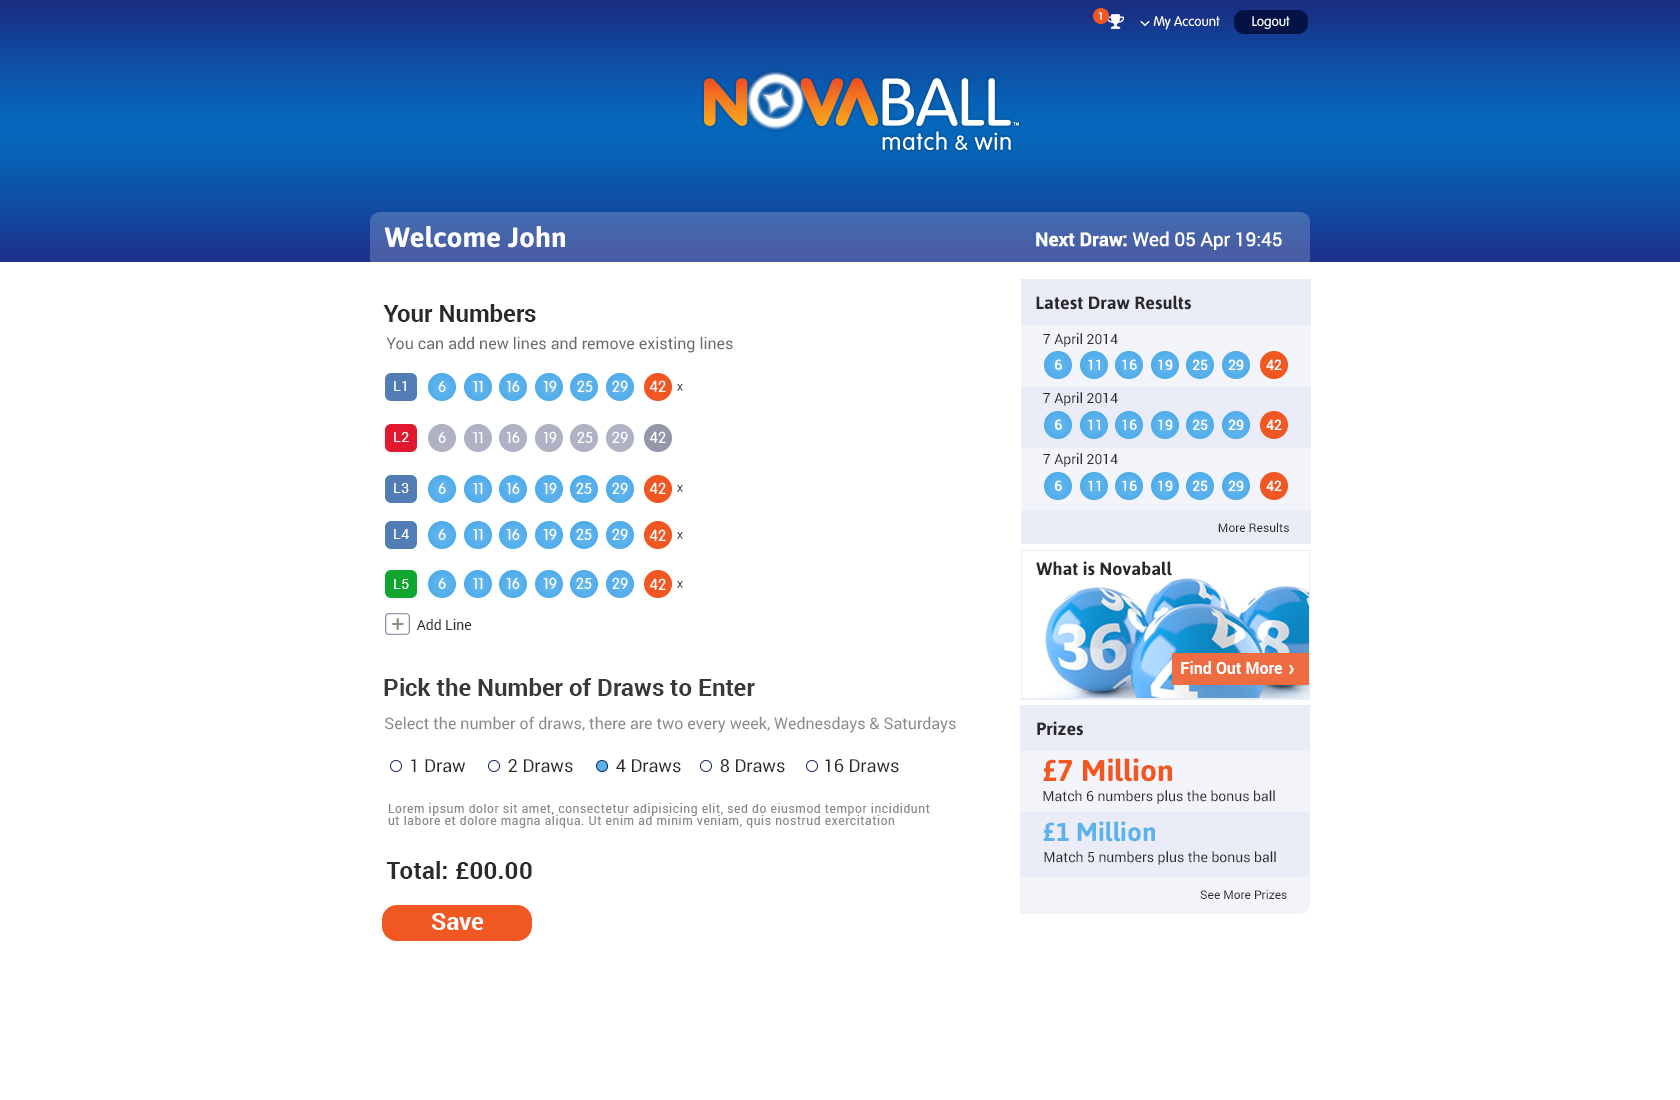 1
My Account
Logout
NOVABALL™
match & win
Welcome John
Next Draw: Wed 05 Apr 19:45
Your Numbers
You can add new lines and remove existing lines
L1 6 11 16 19 25 29 42 x
L2 6 11 16 19 25 29 42
L3 6 11 16 19 25 29 42 x
L4 6 11 16 19 25 29 42 x
L5 6 11 16 19 25 29 42 x
+ Add Line
Pick the Number of Draws to Enter
Select the number of draws, there are two every week, Wednesdays & Saturdays
1 Draw 2 Draws 4 Draws 8 Draws 16 Draws
Lorem ipsum dolor sit amet, consectetur adipisicing elit, sed do eiusmod tempor incididunt
ut labore et dolore magna aliqua. Ut enim ad minim veniam, quis nostrud exercitation
Total: £00.00
Save
Latest Draw Results
7 April 2014
6 11 16 19 25 29 42
7 April 2014
6 11 16 19 25 29 42
7 April 2014
6 11 16 19 25 29 42
More Results
What is Novaball
36
8
4
Find Out More ›
Prizes
£7 Million
Match 6 numbers plus the bonus ball
£1 Million
Match 5 numbers plus the bonus ball
See More Prizes